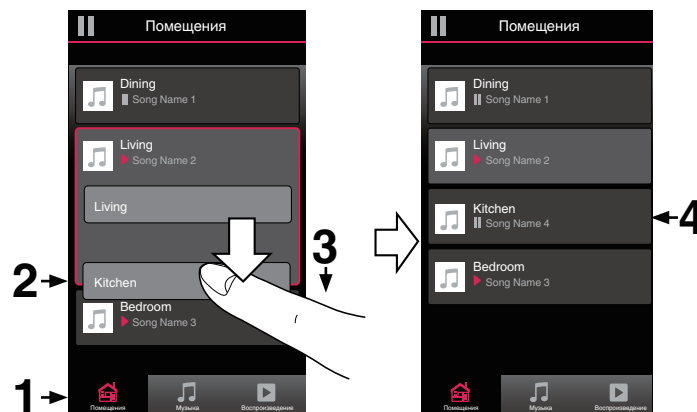 Помещения
Dining
Song Name 1
Living
Song Name 2
Living
Kitchen
Bedroom
Song Name 3
Помещения
Музыка
Воспроизведение
1
2
3
Помещения
Dining
Song Name 1
Living
Song Name 2
Kitchen
Song Name 4
Bedroom
Song Name 3
Помещения
Музыка
Воспроизведение
4